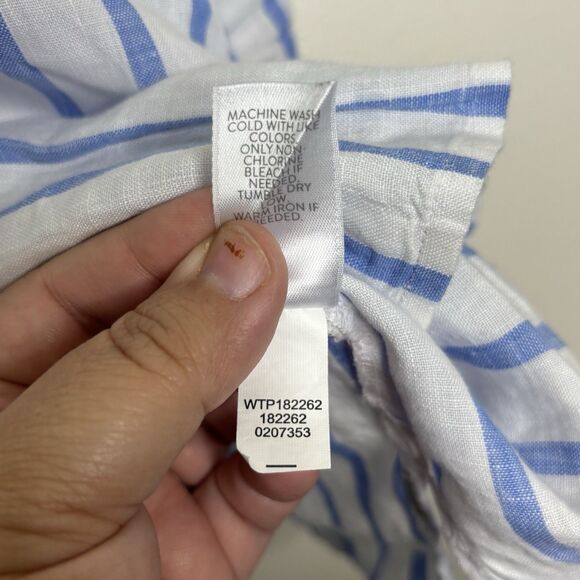 MACHINE WASH
COLD WITH LIKE
COLORS.
ONLY NON-
CHLORINE
BLEACH IF
NEEDED.
TUMBLE DRY
LOW.
WARM IRON IF
NEEDED.
WTP182262
182262
0207353